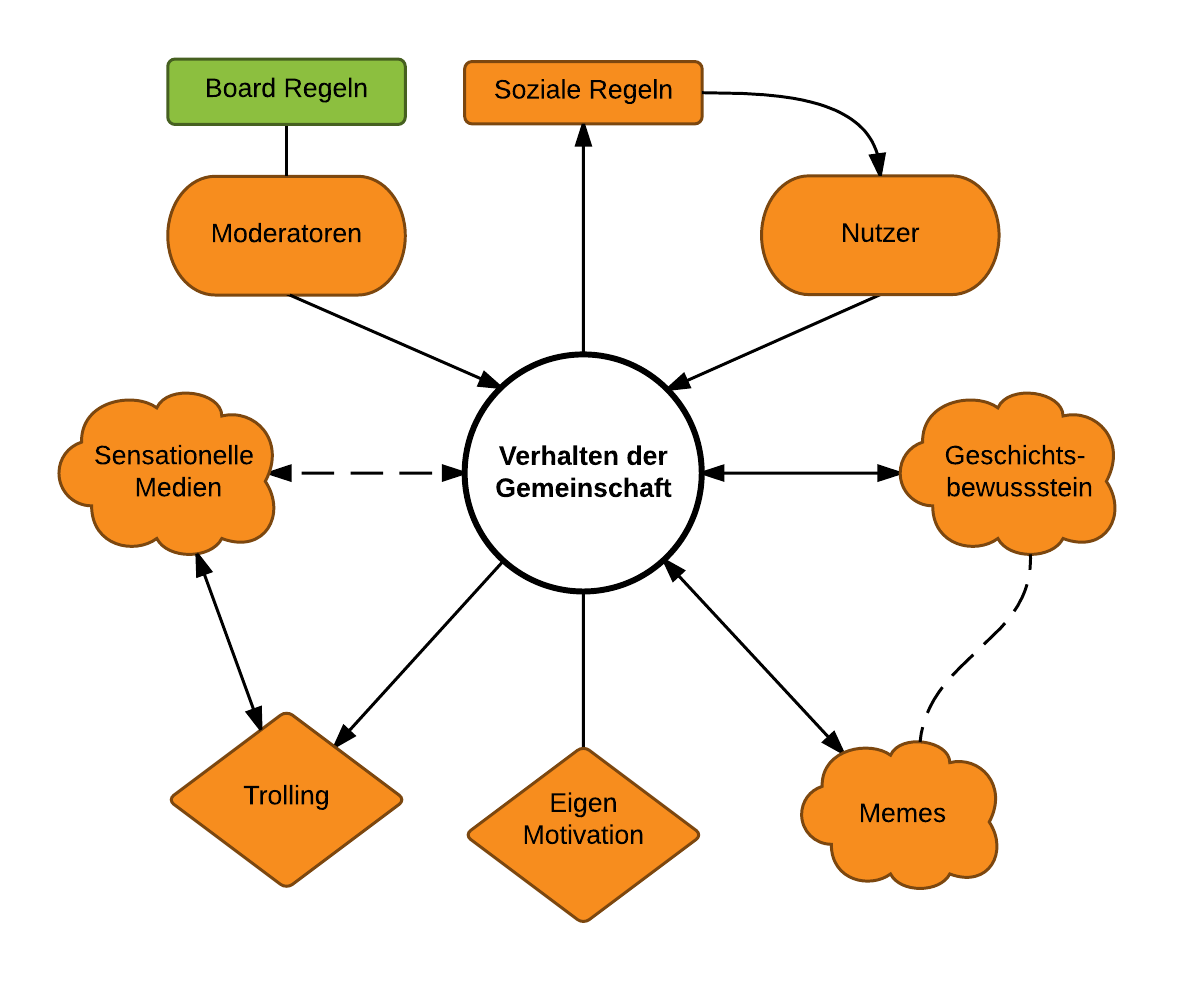 Board Regeln
Soziale Regeln
Moderatoren
Nutzer
Sensationelle
Medien
Verhalten der
Gemeinschaft
Geschichts-
bewussstein
Trolling
Eigen
Motivation
Memes